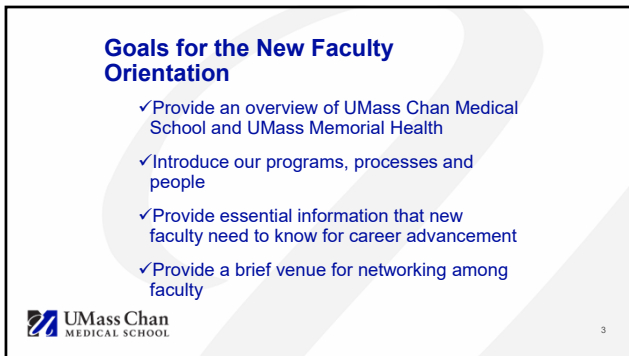 Goals for the New Faculty
Orientation
✓Provide an overview of UMass Chan Medical
School and UMass Memorial Health
✓Introduce our programs, processes and
people
✓Provide essential information that new
faculty need to know for career advancement
✓Provide a brief venue for networking among
faculty
UMass Chan
MEDICAL SCHOOL
3